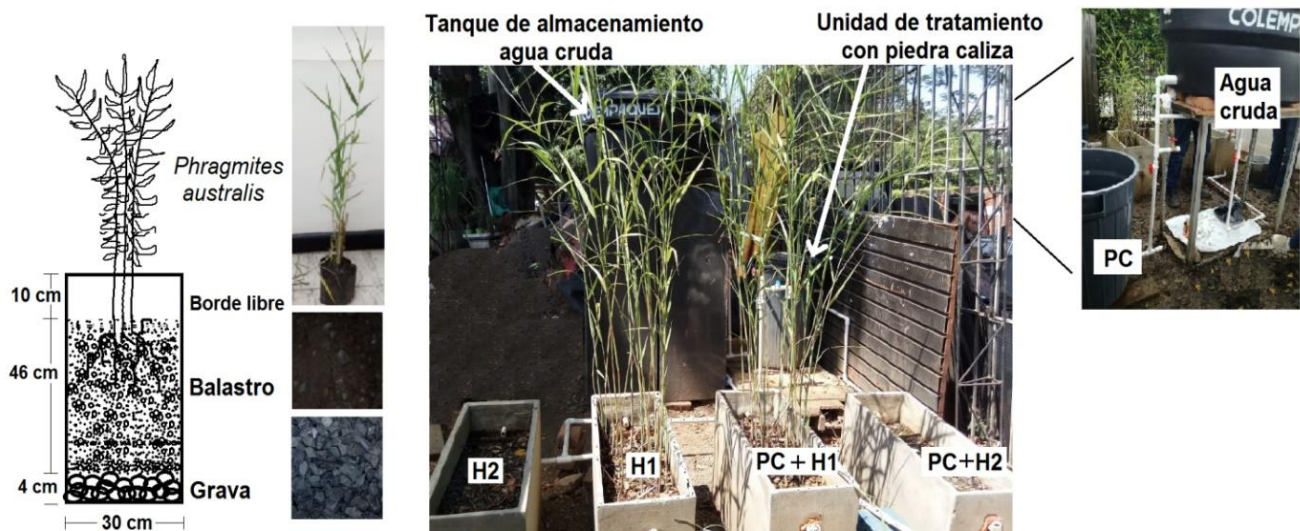 Tanque de almacenamiento
agua cruda
Unidad de tratamiento
con piedra caliza
COLEMP
Agua
cruda
PC
Phragmites
australis
10 cm
Borde libre
46 cm
Balastro
4 cm
Grava
30 cm
H2
H1
PC + H1
PC+H2